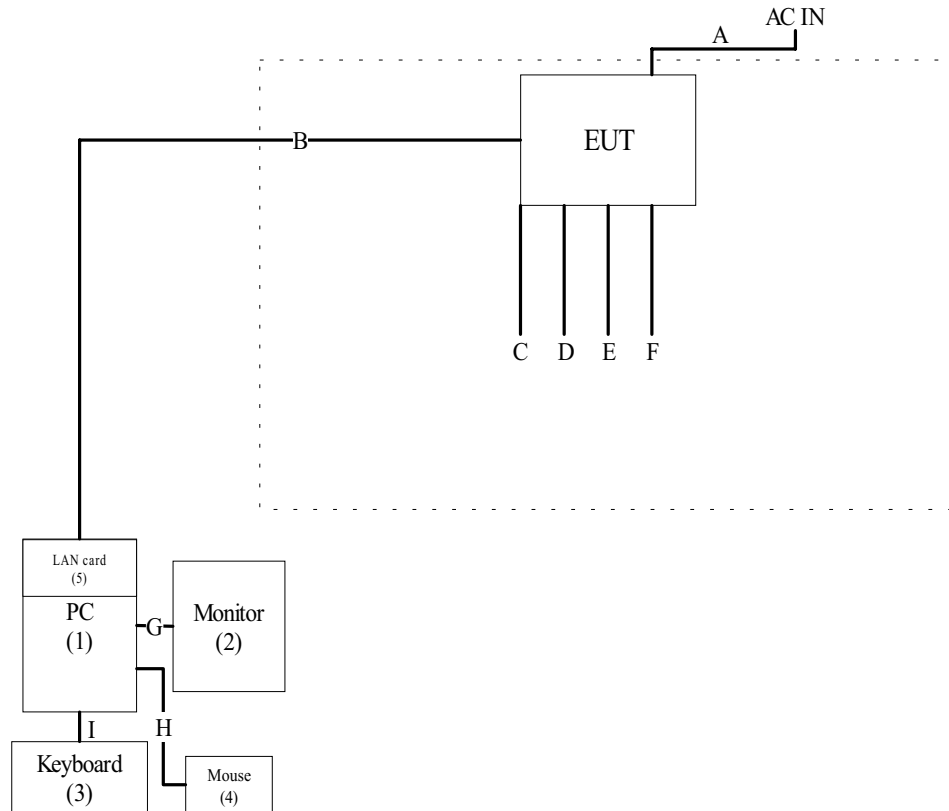 AC IN
A
EUT
B
C D E F
LAN card
(5)
PC
(1)
G
Monitor
(2)
I
H
Keyboard
(3)
Mouse
(4)